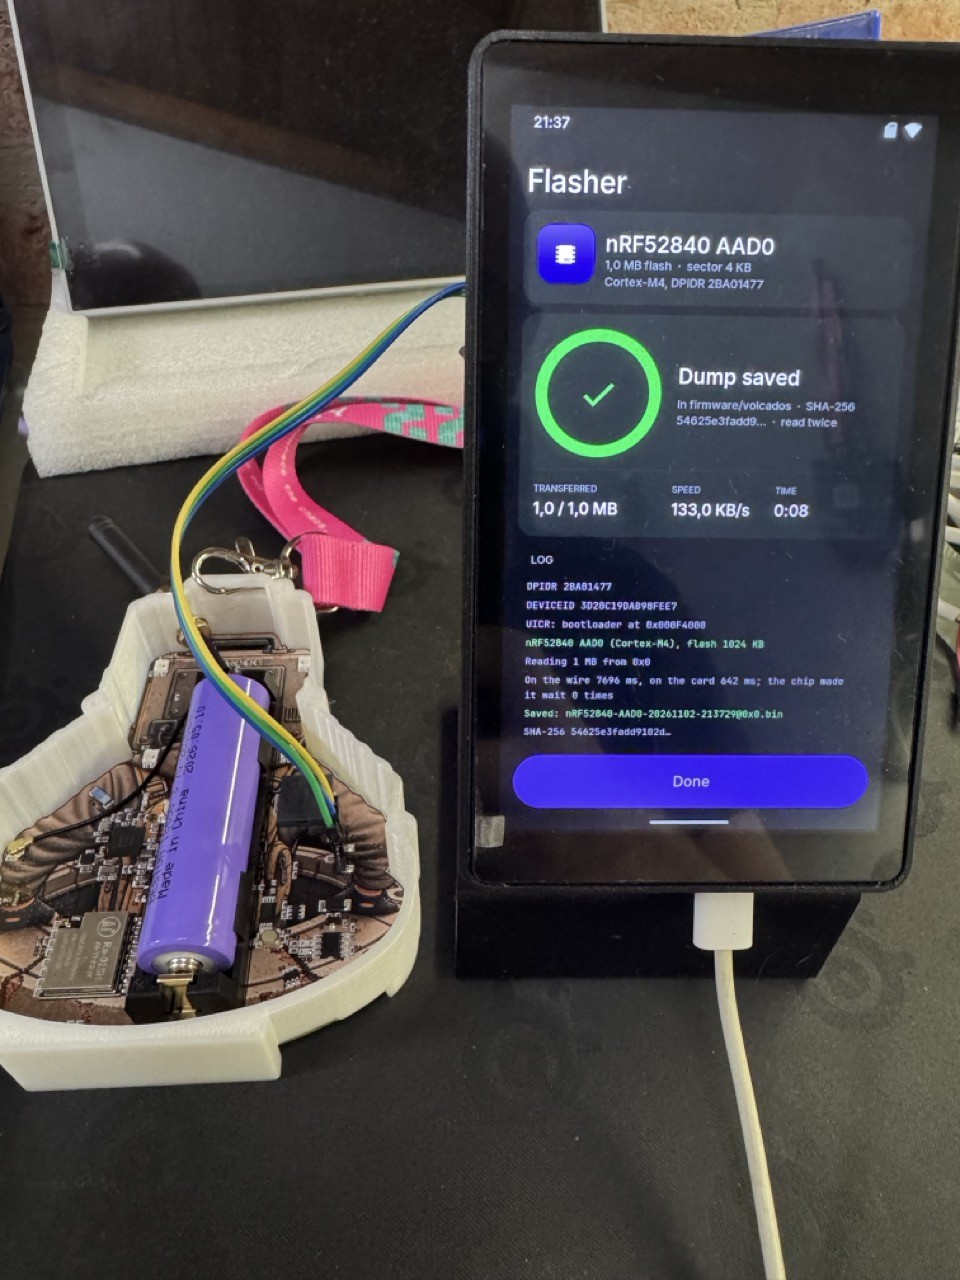 21:37
Flasher
nRF52840 AAD0
1,0 MB flash · sector 4 KB
Cortex-M4, DPIDR 2BA01477
Dump saved
In firmware/volcados · SHA-256
54625e3fadd9... · read twice
TRANSFERRED SPEED TIME
1,0 / 1,0 MB 133,0 KB/s 0:08
LOG
DPIDR 2BA01477
DEVICEID 3D28C19DAB98FEE7
UICR: bootloader at 0x000F4000
nRF52840 AAD0 (Cortex-M4), flash 1024 KB
Reading 1 MB from 0x0
On the wire 7696 ms, on the card 642 ms; the chip made
it wait 0 times
Saved: nRF52840-AAD0-20261102-213729@0x0.bin
SHA-256 54625e3fadd9102d…
Done
Made in China 2026.05.10